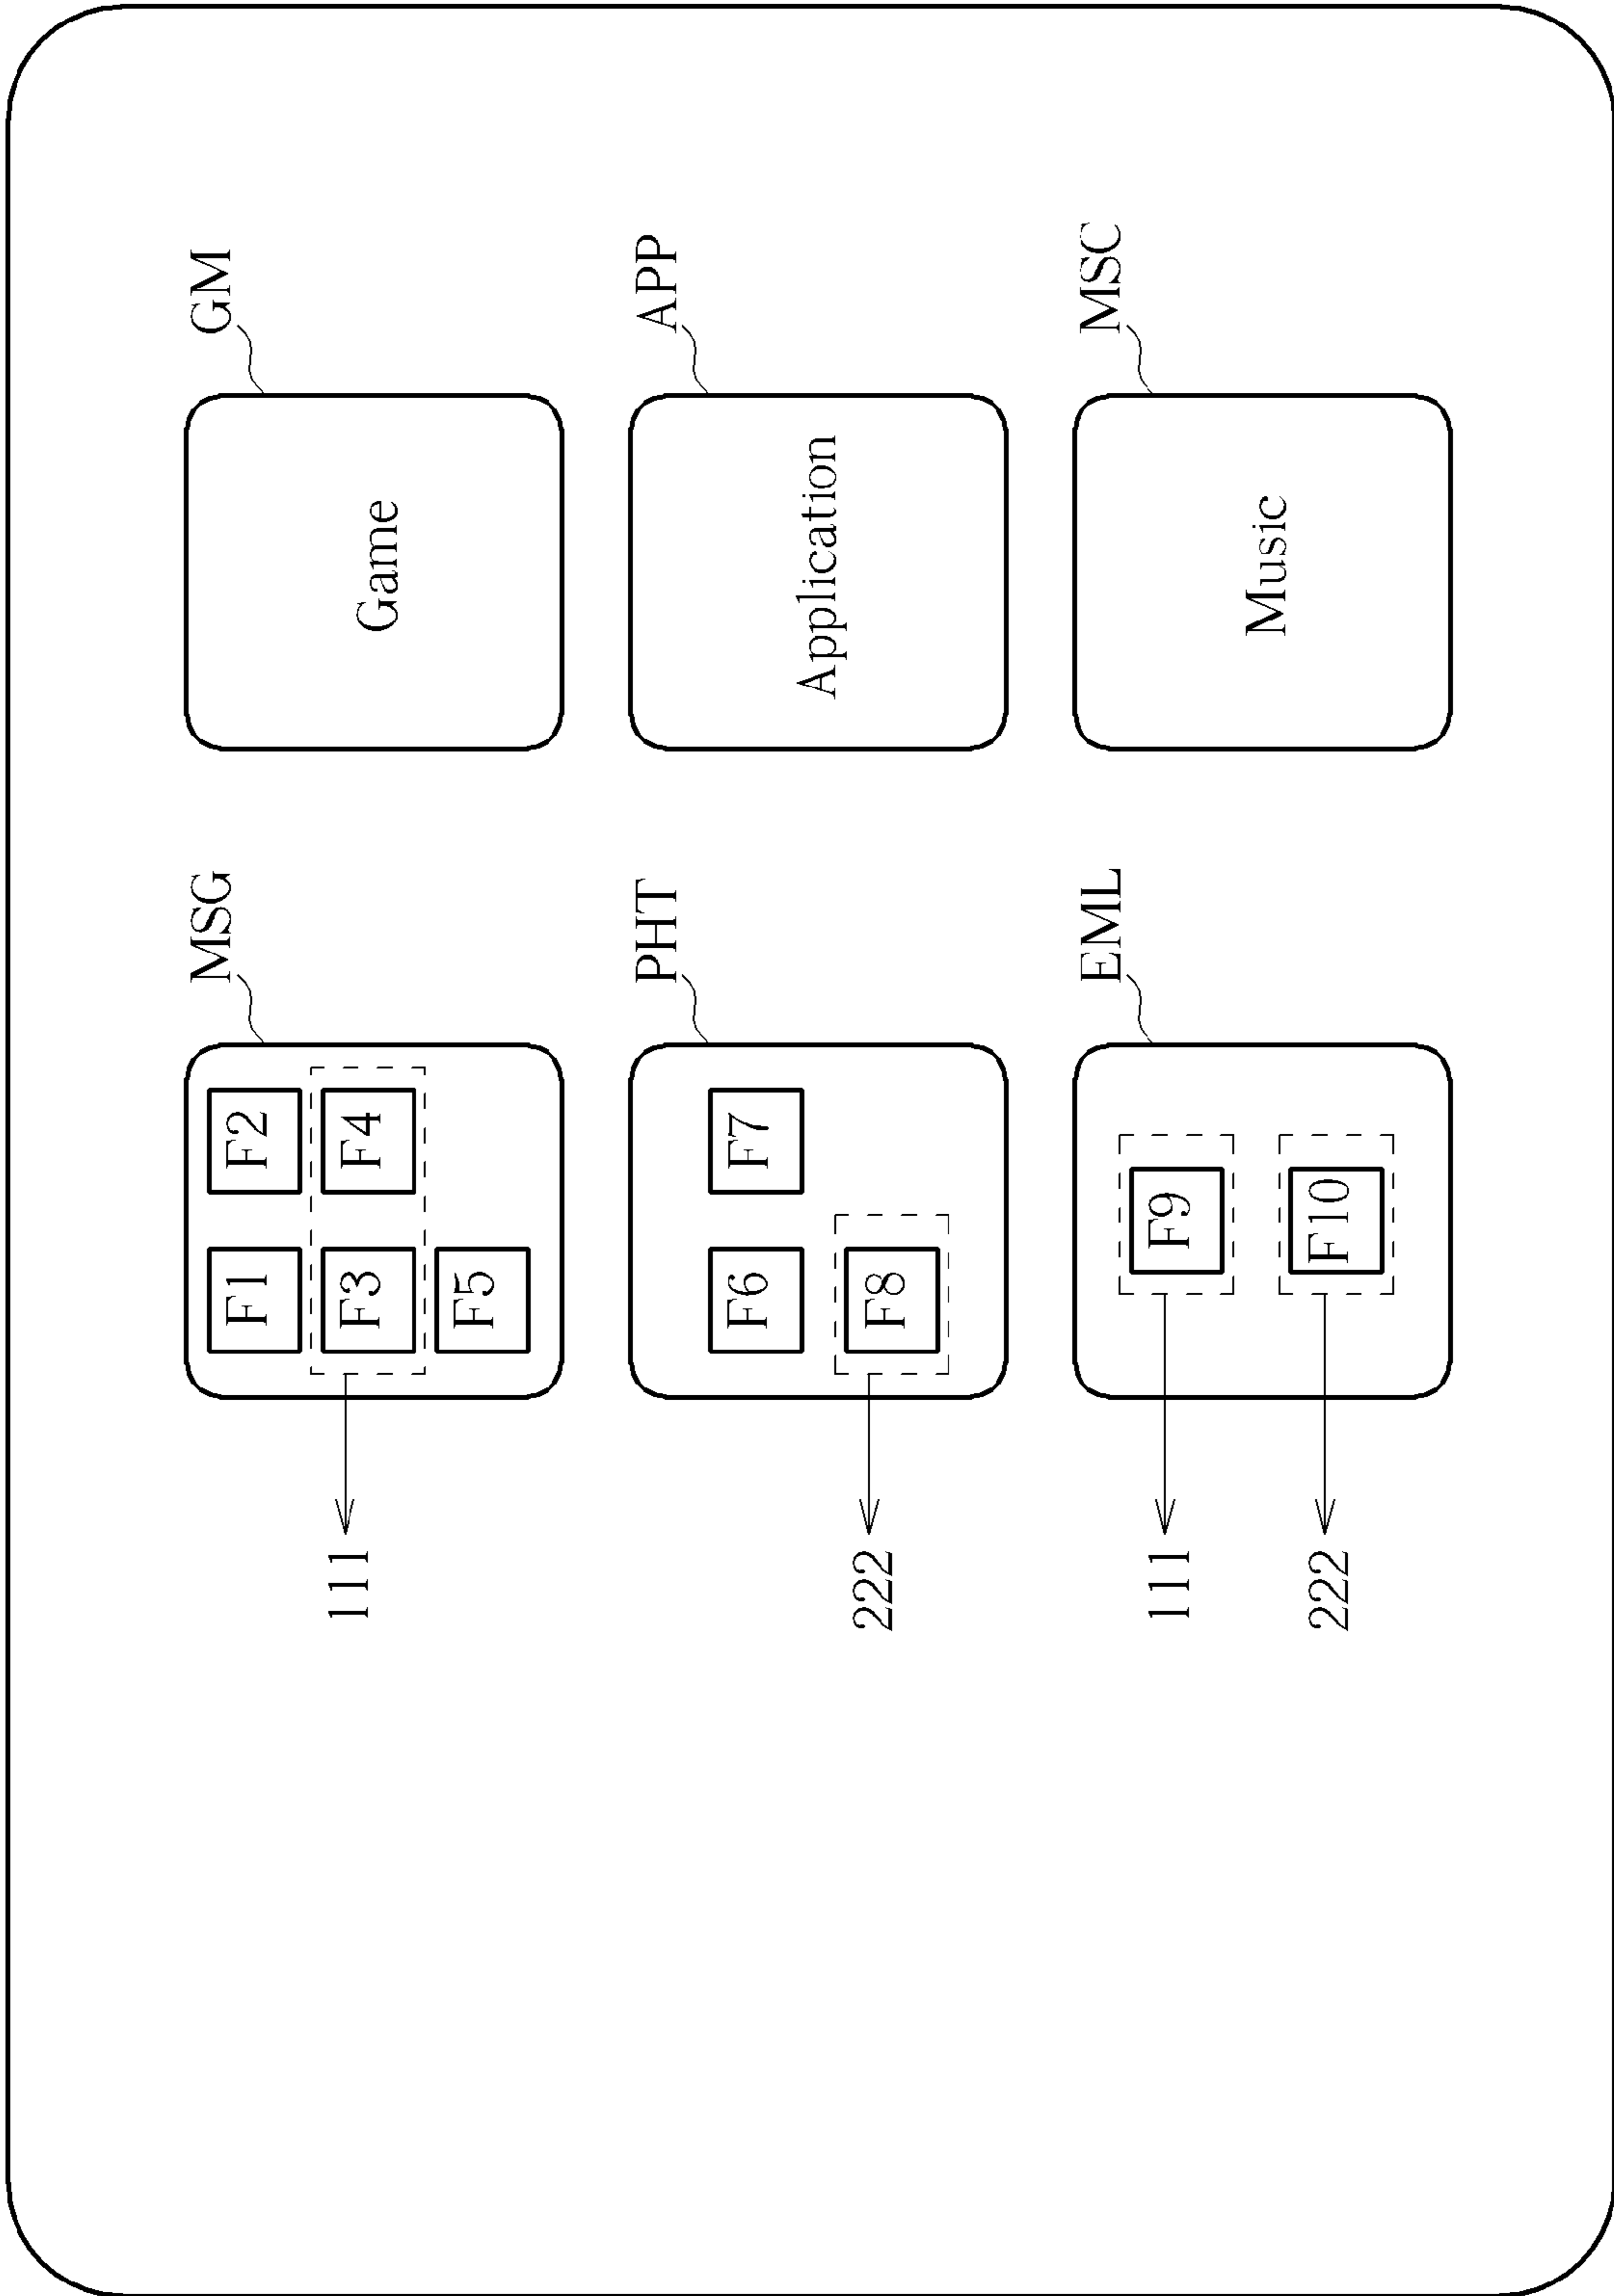 MSG
GM
F1 F2
111 F3 F4
Game
F5
PHT
APP
F6 F7
Application
222 F8
EML
MSC
111 F9
Music
222 F10